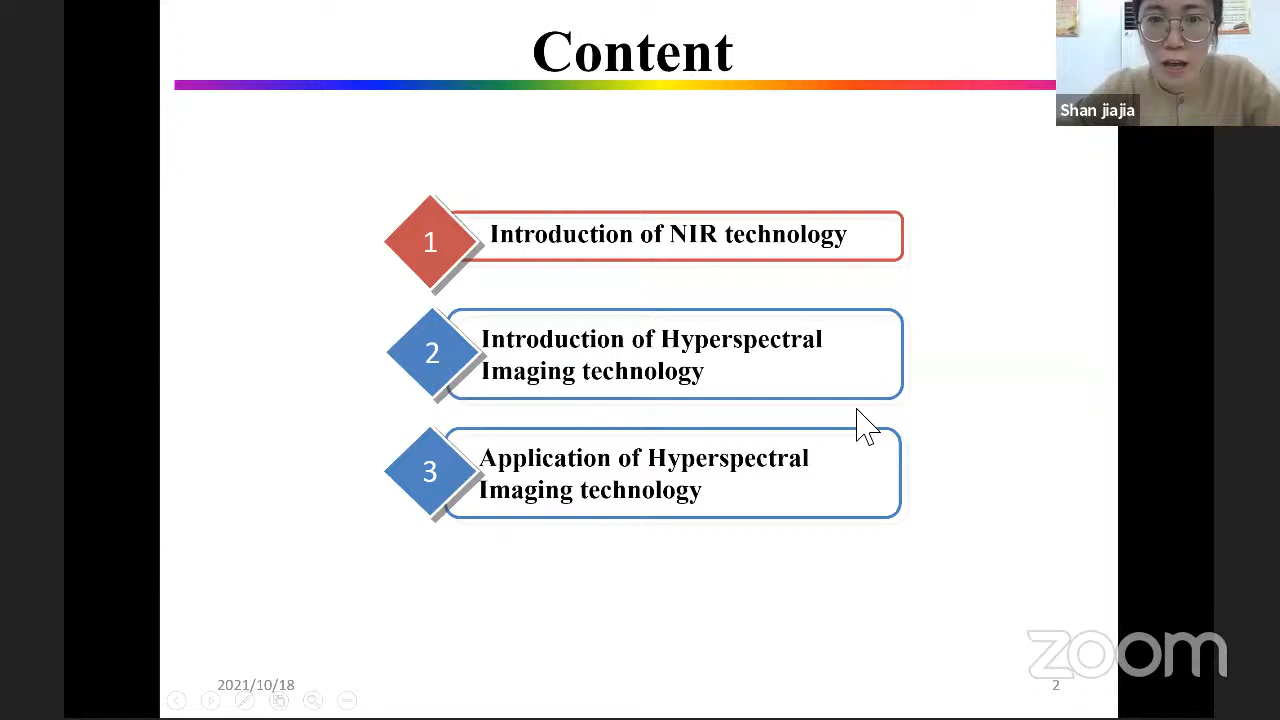 Content
Shan jiajia
1
Introduction of NIR technology
2
Introduction of Hyperspectral
Imaging technology
3
Application of Hyperspectral
Imaging technology
zoom
2021/10/18
2